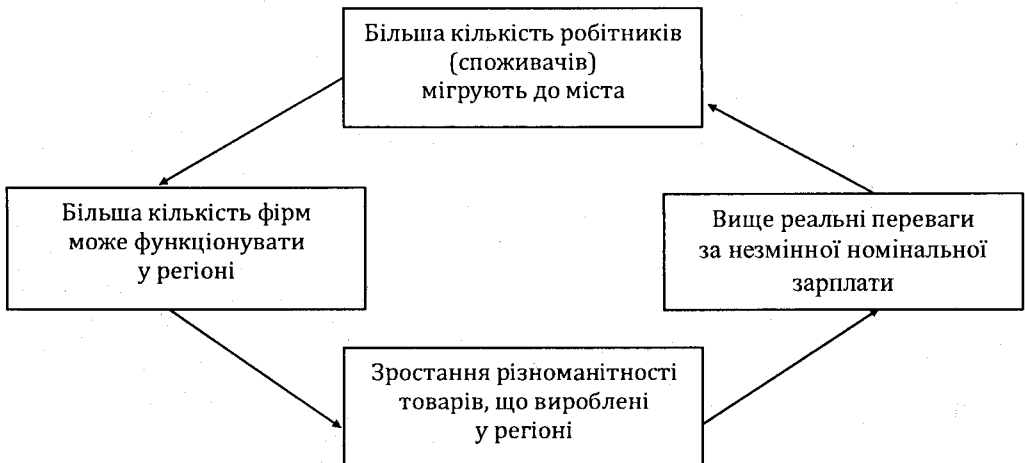 Більша кількість робітників
(споживачів)
мігрують до міста
Більша кількість фірм
може функціонувати
у регіоні
Вище реальні переваги
за незмінної номінальної
зарплати
Зростання різноманітності
товарів, що вироблені
у регіоні